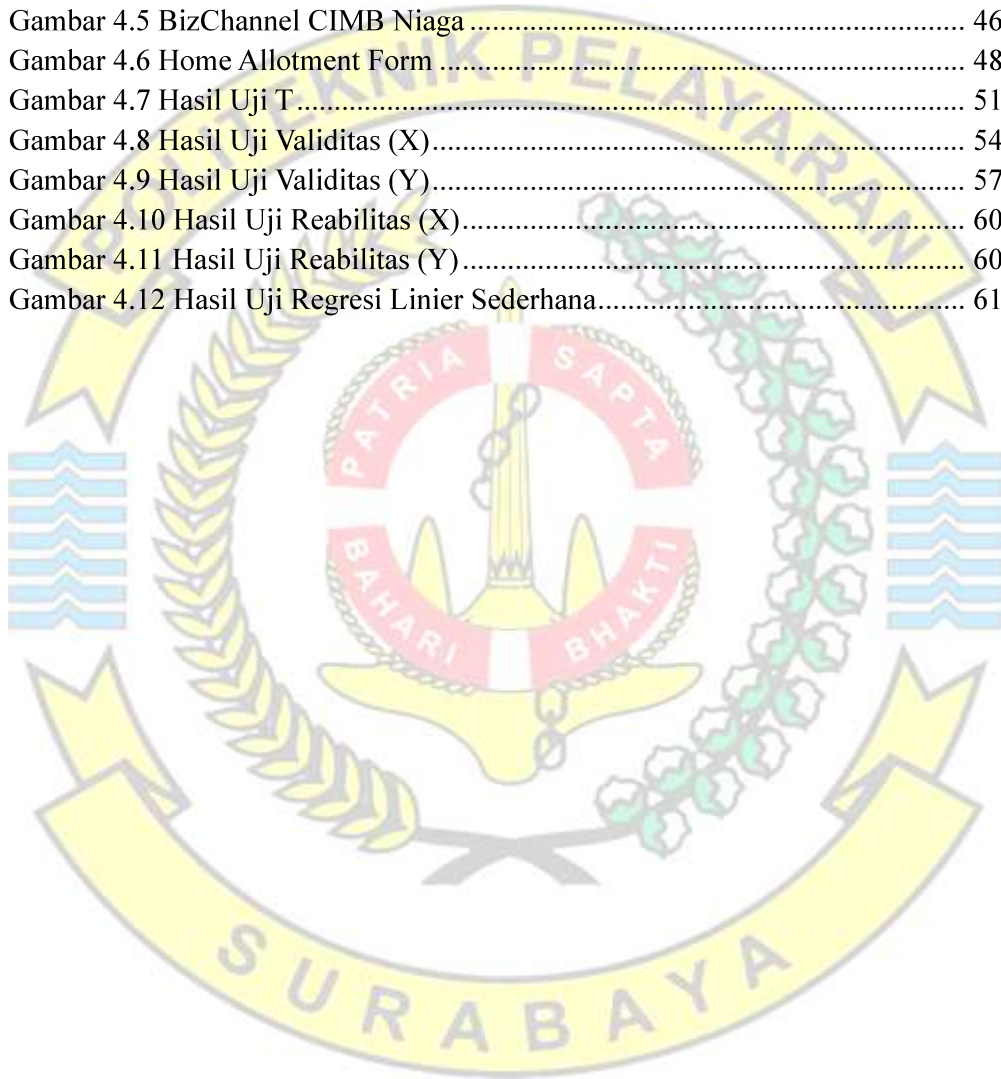 Gambar 4.5 BizChannel CIMB Niaga ........................................................................ 46
Gambar 4.6 Home Allotment Form ............................................................................ 48
Gambar 4.7 Hasil Uji T ................................................................................................ 51
Gambar 4.8 Hasil Uji Validitas (X) ............................................................................. 54
Gambar 4.9 Hasil Uji Validitas (Y) ............................................................................. 57
Gambar 4.10 Hasil Uji Reabilitas (X) ......................................................................... 60
Gambar 4.11 Hasil Uji Reabilitas (Y) ......................................................................... 60
Gambar 4.12 Hasil Uji Regresi Linier Sederhana ...................................................... 61
POLITEKNIK PELAYARAN
PATRIA SAPTA
BAHARI BHAKTI
SURABAYA